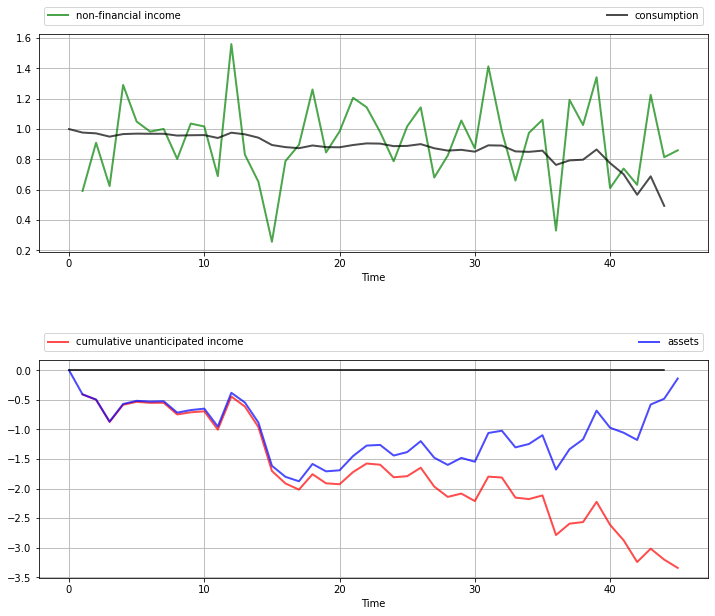 non-financial income consumption
1.6
1.4
1.2
1.0
0.8
0.6
0.4
0.2
0 10 20 30 40
Time
cumulative unanticipated income assets
0.0
−0.5
−1.0
−1.5
−2.0
−2.5
−3.0
−3.5
0 10 20 30 40
Time